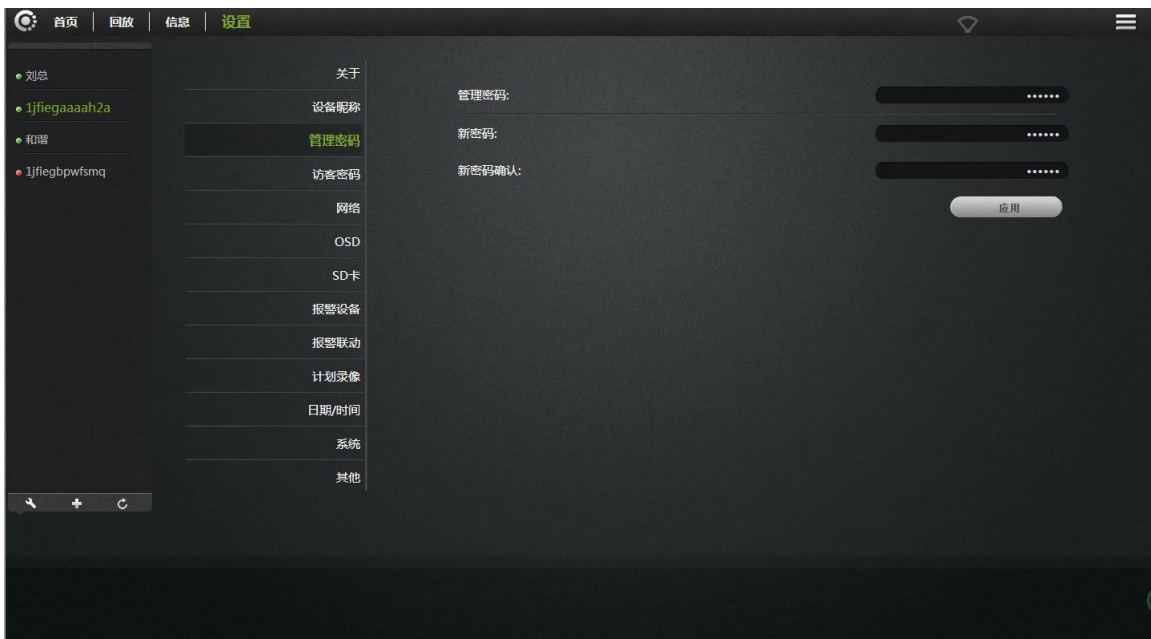 首页 回放 信息 设置
刘总
1jfiegaaaah2a
和谐
1jfiegbpwfsmq
关于
设备昵称
管理密码
访客密码
网络
OSD
SD卡
报警设备
报警联动
计划录像
日期/时间
系统
其他
管理密码: ••••••
新密码: ••••••
新密码确认: ••••••
应用